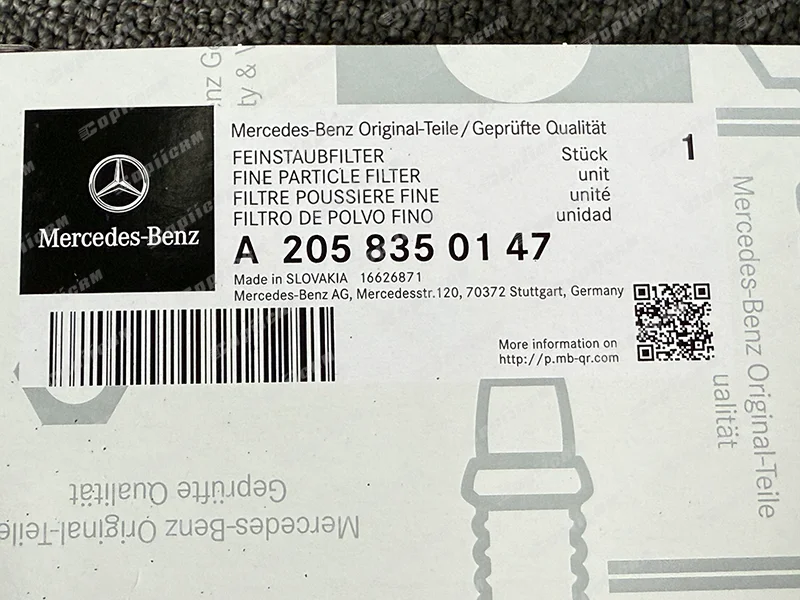 Mercedes-Benz
Mercedes-Benz Original-Teile/Geprüfte Qualität
FEINSTAUBFILTER Stück 1
FINE PARTICLE FILTER unit
FILTRE POUSSIERE FINE unité
FILTRO DE POLVO FINO unidad
A 205 835 01 47
Made in SLOVAKIA 16626871
Mercedes-Benz AG, Mercedesstr.120, 70372 Stuttgart, Germany
More information on
http://p.mb-qr.com
Mercedes-Benz Original-Teile
ualität
Geprüfte Qualität
Mercedes-Benz Original-Teile
ty &
nz
Copiicam